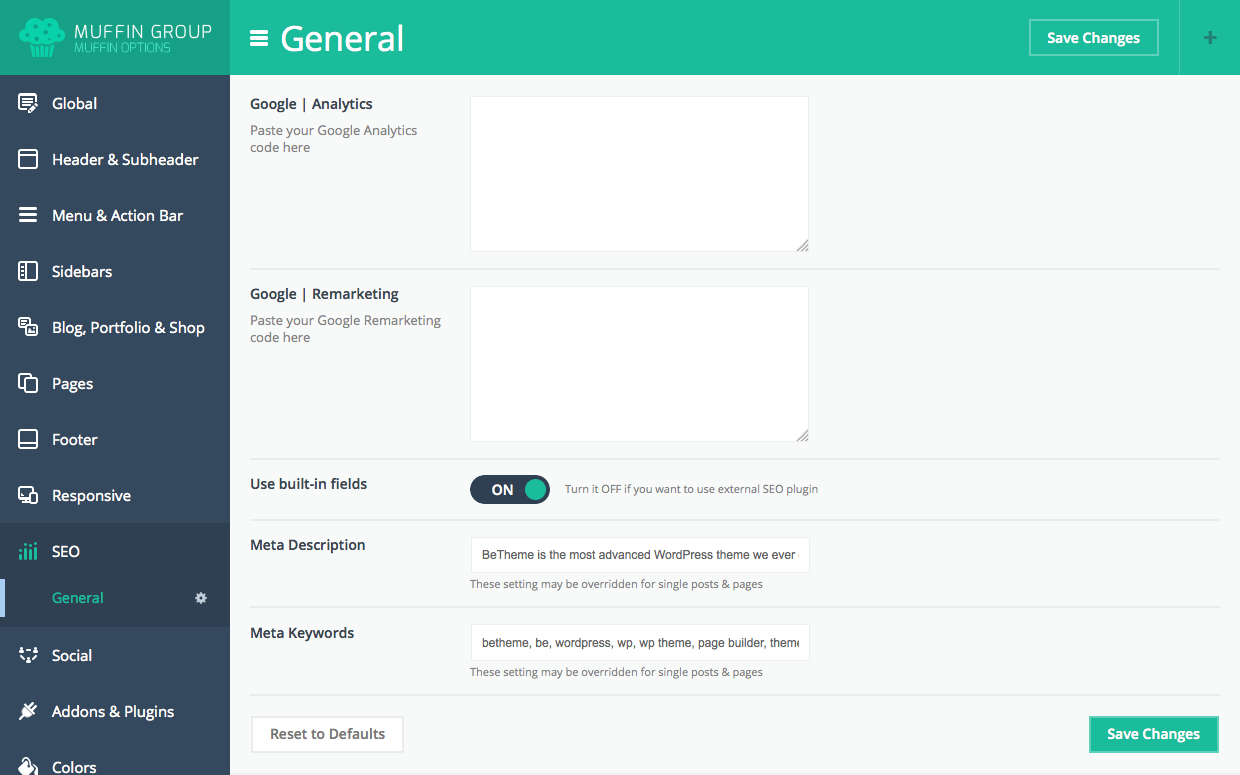 MUFFIN GROUP
MUFFIN OPTIONS
General
Save Changes
+
Global
Header & Subheader
Menu & Action Bar
Sidebars
Blog, Portfolio & Shop
Pages
Footer
Responsive
SEO
General
Social
Addons & Plugins
Colors
Google | Analytics
Paste your Google Analytics
code here
Google | Remarketing
Paste your Google Remarketing
code here
Use built-in fields
ON
Turn it OFF if you want to use external SEO plugin
Meta Description
BeTheme is the most advanced WordPress theme we ever
These setting may be overridden for single posts & pages
Meta Keywords
betheme, be, wordpress, wp, wp theme, page builder, theme
These setting may be overridden for single posts & pages
Reset to Defaults
Save Changes